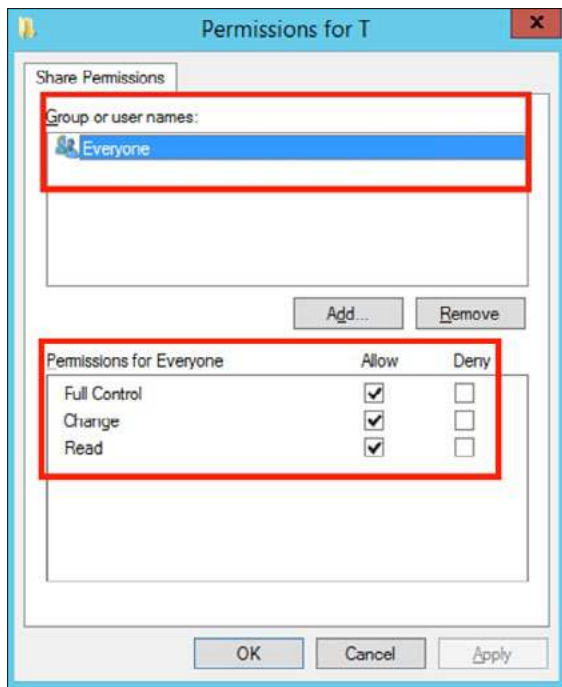 Permissions for T
x
Share Permissions
Group or user names:
Everyone
Add...
Remove
Permissions for Everyone Allow Deny
Full Control
Change
Read
OK Cancel Apply